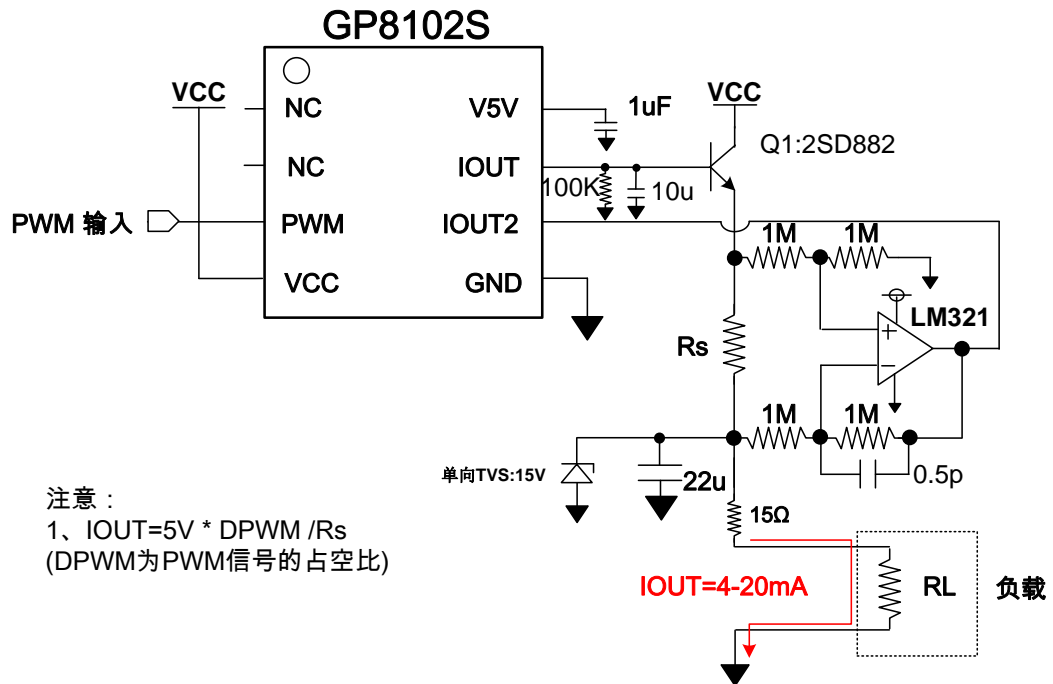 GP8102S
VCC
NC
V5V
1uF
VCC
Q1:2SD882
NC
IOUT
100K
10u
PWM 输入
PWM
IOUT2
1M
1M
VCC
GND
LM321
+
−
Rs
1M
1M
单向TVS:15V
22u
0.5p
15Ω
注意：
1、IOUT=5V * DPWM /Rs
(DPWM为PWM信号的占空比)
IOUT=4-20mA
RL
负载